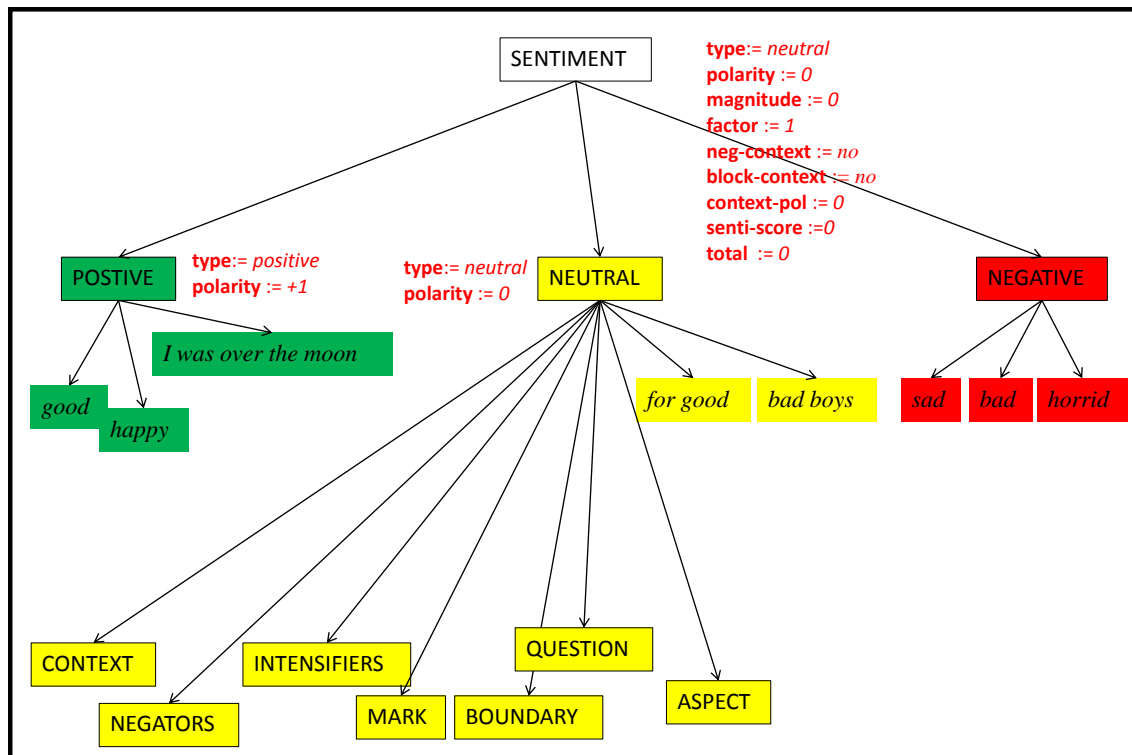 SENTIMENT
type:= neutral
polarity := 0
magnitude := 0
factor := 1
neg-context := no
block-context := no
context-pol := 0
senti-score :=0
total := 0
POSTIVE
type:= positive
polarity := +1
type:= neutral
polarity := 0
NEUTRAL
NEGATIVE
I was over the moon
good
happy
for good
bad boys
sad
bad
horrid
CONTEXT
INTENSIFIERS
QUESTION
NEGATORS
MARK
BOUNDARY
ASPECT